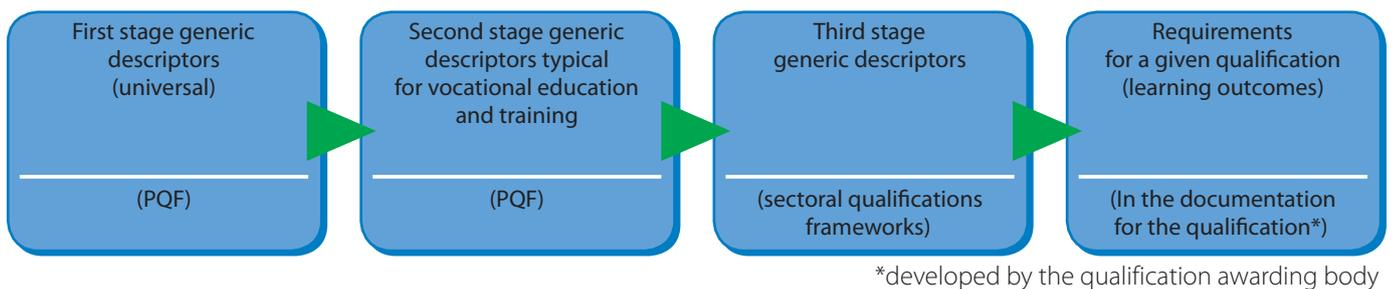 First stage generic
descriptors
(universal)
(PQF)
Second stage generic
descriptors typical
for vocational education
and training
(PQF)
Third stage
generic descriptors
(sectoral qualifications
frameworks)
Requirements
for a given qualification
(learning outcomes)
(In the documentation
for the qualification*)
*developed by the qualification awarding body